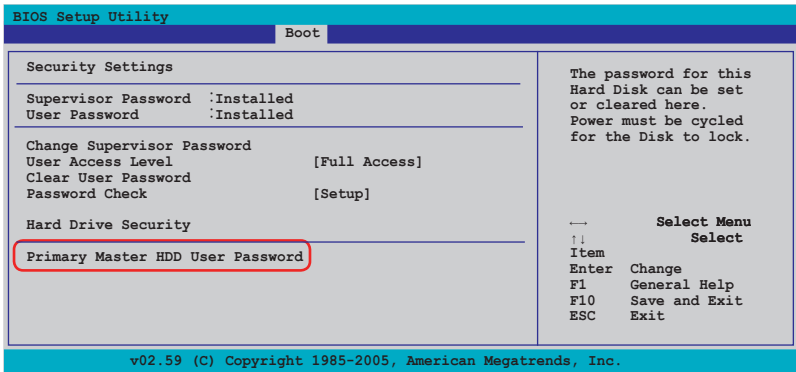 BIOS Setup Utility
Boot
Security Settings
Supervisor Password :Installed
User Password :Installed
Change Supervisor Password
User Access Level [Full Access]
Clear User Password
Password Check [Setup]
Hard Drive Security
Primary Master HDD User Password
The password for this
Hard Disk can be set
or cleared here.
Power must be cycled
for the Disk to lock.
←→ Select Menu
↑↓ Select
Item
Enter Change
F1 General Help
F10 Save and Exit
ESC Exit
v02.59 (C) Copyright 1985-2005, American Megatrends, Inc.